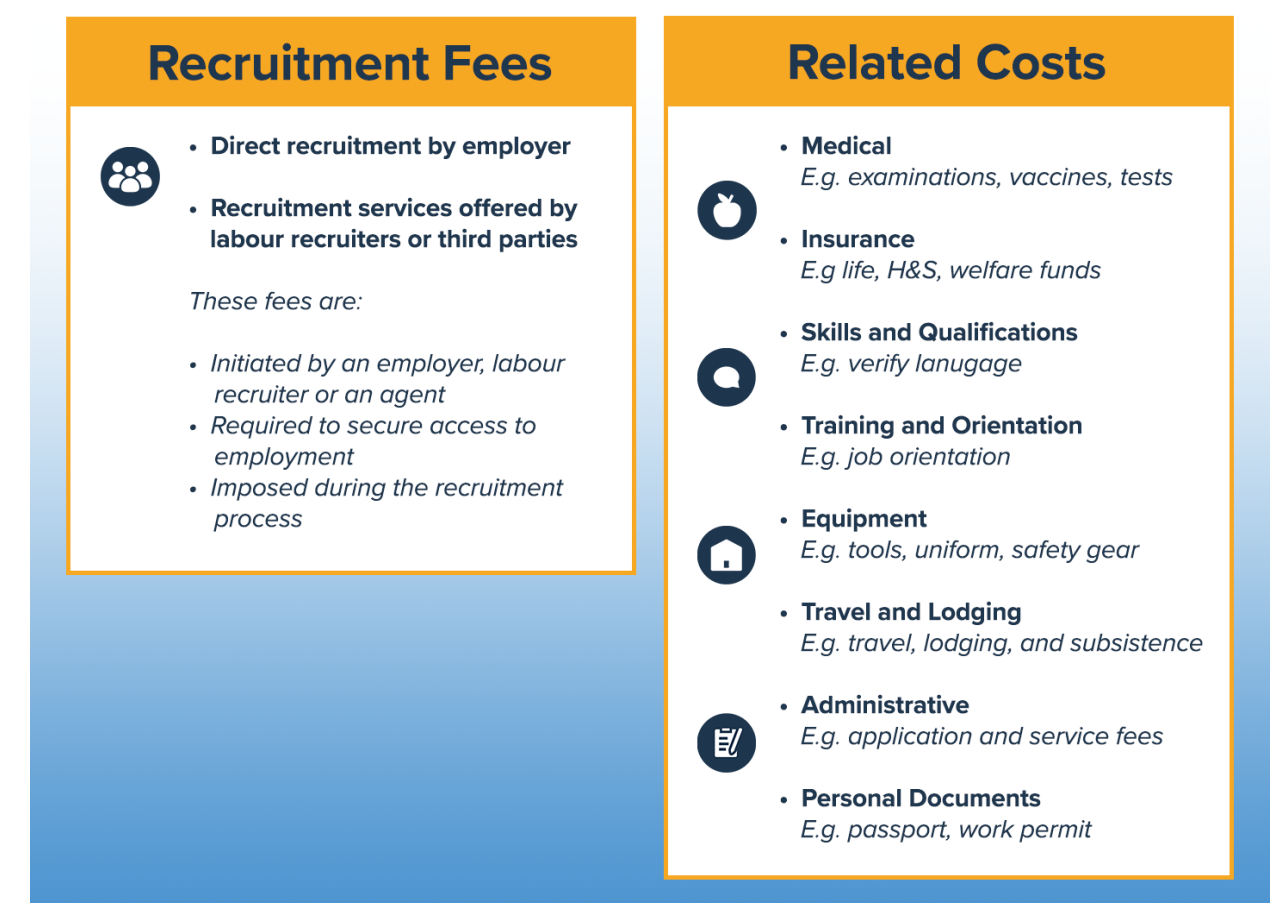 Recruitment Fees
• Direct recruitment by employer
• Recruitment services offered by
labour recruiters or third parties
These fees are:
• Initiated by an employer, labour
recruiter or an agent
• Required to secure access to
employment
• Imposed during the recruitment
process
Related Costs
• Medical
E.g. examinations, vaccines, tests
• Insurance
E.g life, H&S, welfare funds
• Skills and Qualifications
E.g. verify lanugage
• Training and Orientation
E.g. job orientation
• Equipment
E.g. tools, uniform, safety gear
• Travel and Lodging
E.g. travel, lodging, and subsistence
• Administrative
E.g. application and service fees
• Personal Documents
E.g. passport, work permit